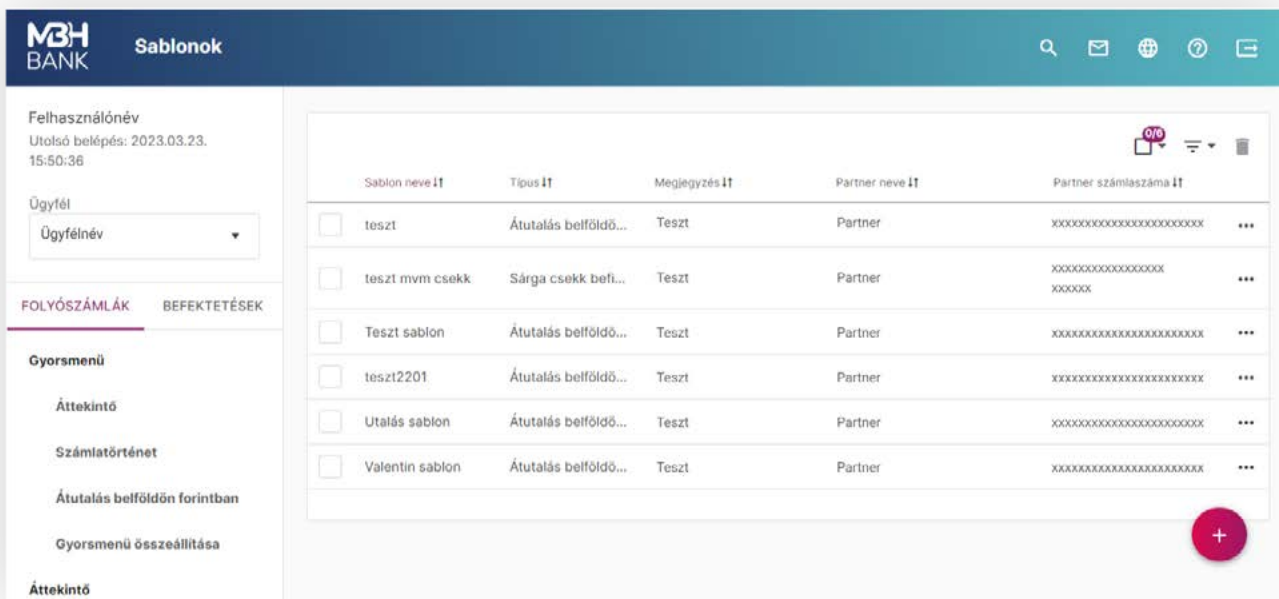 MBH
BANK
Sablonok
Felhasználónév
Utolsó belépés: 2023.03.23.
15:50:36
Ügyfél
Ügyfélnév
FOLYÓSZÁMLÁK BEFEKTETÉSEK
Gyorsmenü
Áttekintő
Számlatörténet
Átutalás belföldön forintban
Gyorsmenü összeállítása
Áttekintő
0/6
Sablon neve Típus Megjegyzés Partner neve Partner számlaszáma
teszt Átutalás belföldö... Teszt Partner xxxxxxxxxxxxxxxxxxxxxxxx
teszt mvm csekk Sárga csekk befi... Teszt Partner xxxxxxxxxxxxxxxxxx
xxxxxx
Teszt sablon Átutalás belföldö... Teszt Partner xxxxxxxxxxxxxxxxxxxxxxxx
teszt2201 Átutalás belföldö... Teszt Partner xxxxxxxxxxxxxxxxxxxxxxxx
Utalás sablon Átutalás belföldö... Teszt Partner xxxxxxxxxxxxxxxxxxxxxxxx
Valentin sablon Átutalás belföldö... Teszt Partner xxxxxxxxxxxxxxxxxxxxxxxx